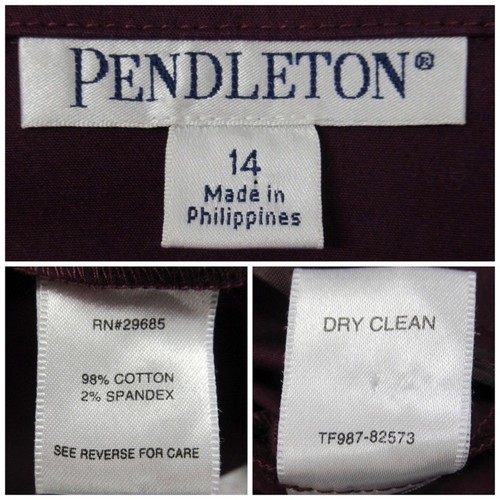 PENDLETON®
14
Made in
Philippines
RN#29685
98% COTTON
2% SPANDEX
SEE REVERSE FOR CARE
DRY CLEAN
TF987-82573